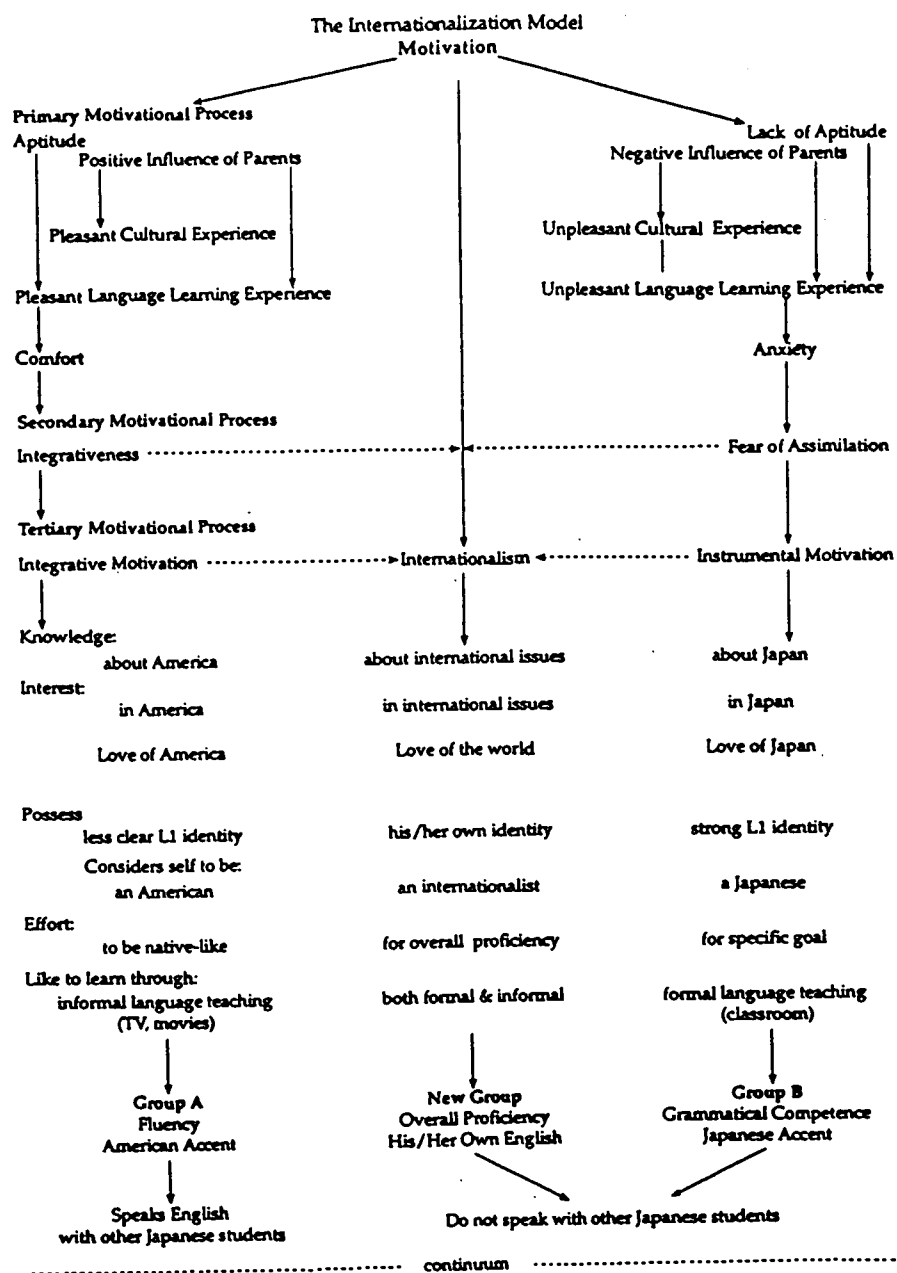 The Internationalization Model
Motivation
Primary Motivational Process
Aptitude
Lack of Aptitude
Positive Influence of Parents
Negative Influence of Parents
Pleasant Cultural Experience
Unpleasant Cultural Experience
Pleasant Language Learning Experience
Unpleasant Language Learning Experience
Comfort
Anxiety
Secondary Motivational Process
Integrativeness
Fear of Assimilation
Tertiary Motivational Process
Integrative Motivation
Internationalism
Instrumental Motivation
Knowledge:
about America
about international issues
about Japan
Interest:
in America
in international issues
in Japan
Love of America
Love of the world
Love of Japan
Possess
less clear L1 identity
his/her own identity
strong L1 identity
Considers self to be:
an American
an internationalist
a Japanese
Effort:
to be native-like
for overall proficiency
for specific goal
Like to learn through:
informal language teaching
(TV, movies)
both formal & informal
formal language teaching
(classroom)
Group A
Fluency
American Accent
New Group
Overall Proficiency
His/Her Own English
Group B
Grammatical Competence
Japanese Accent
Speaks English
with other Japanese students
Do not speak with other Japanese students
continuum